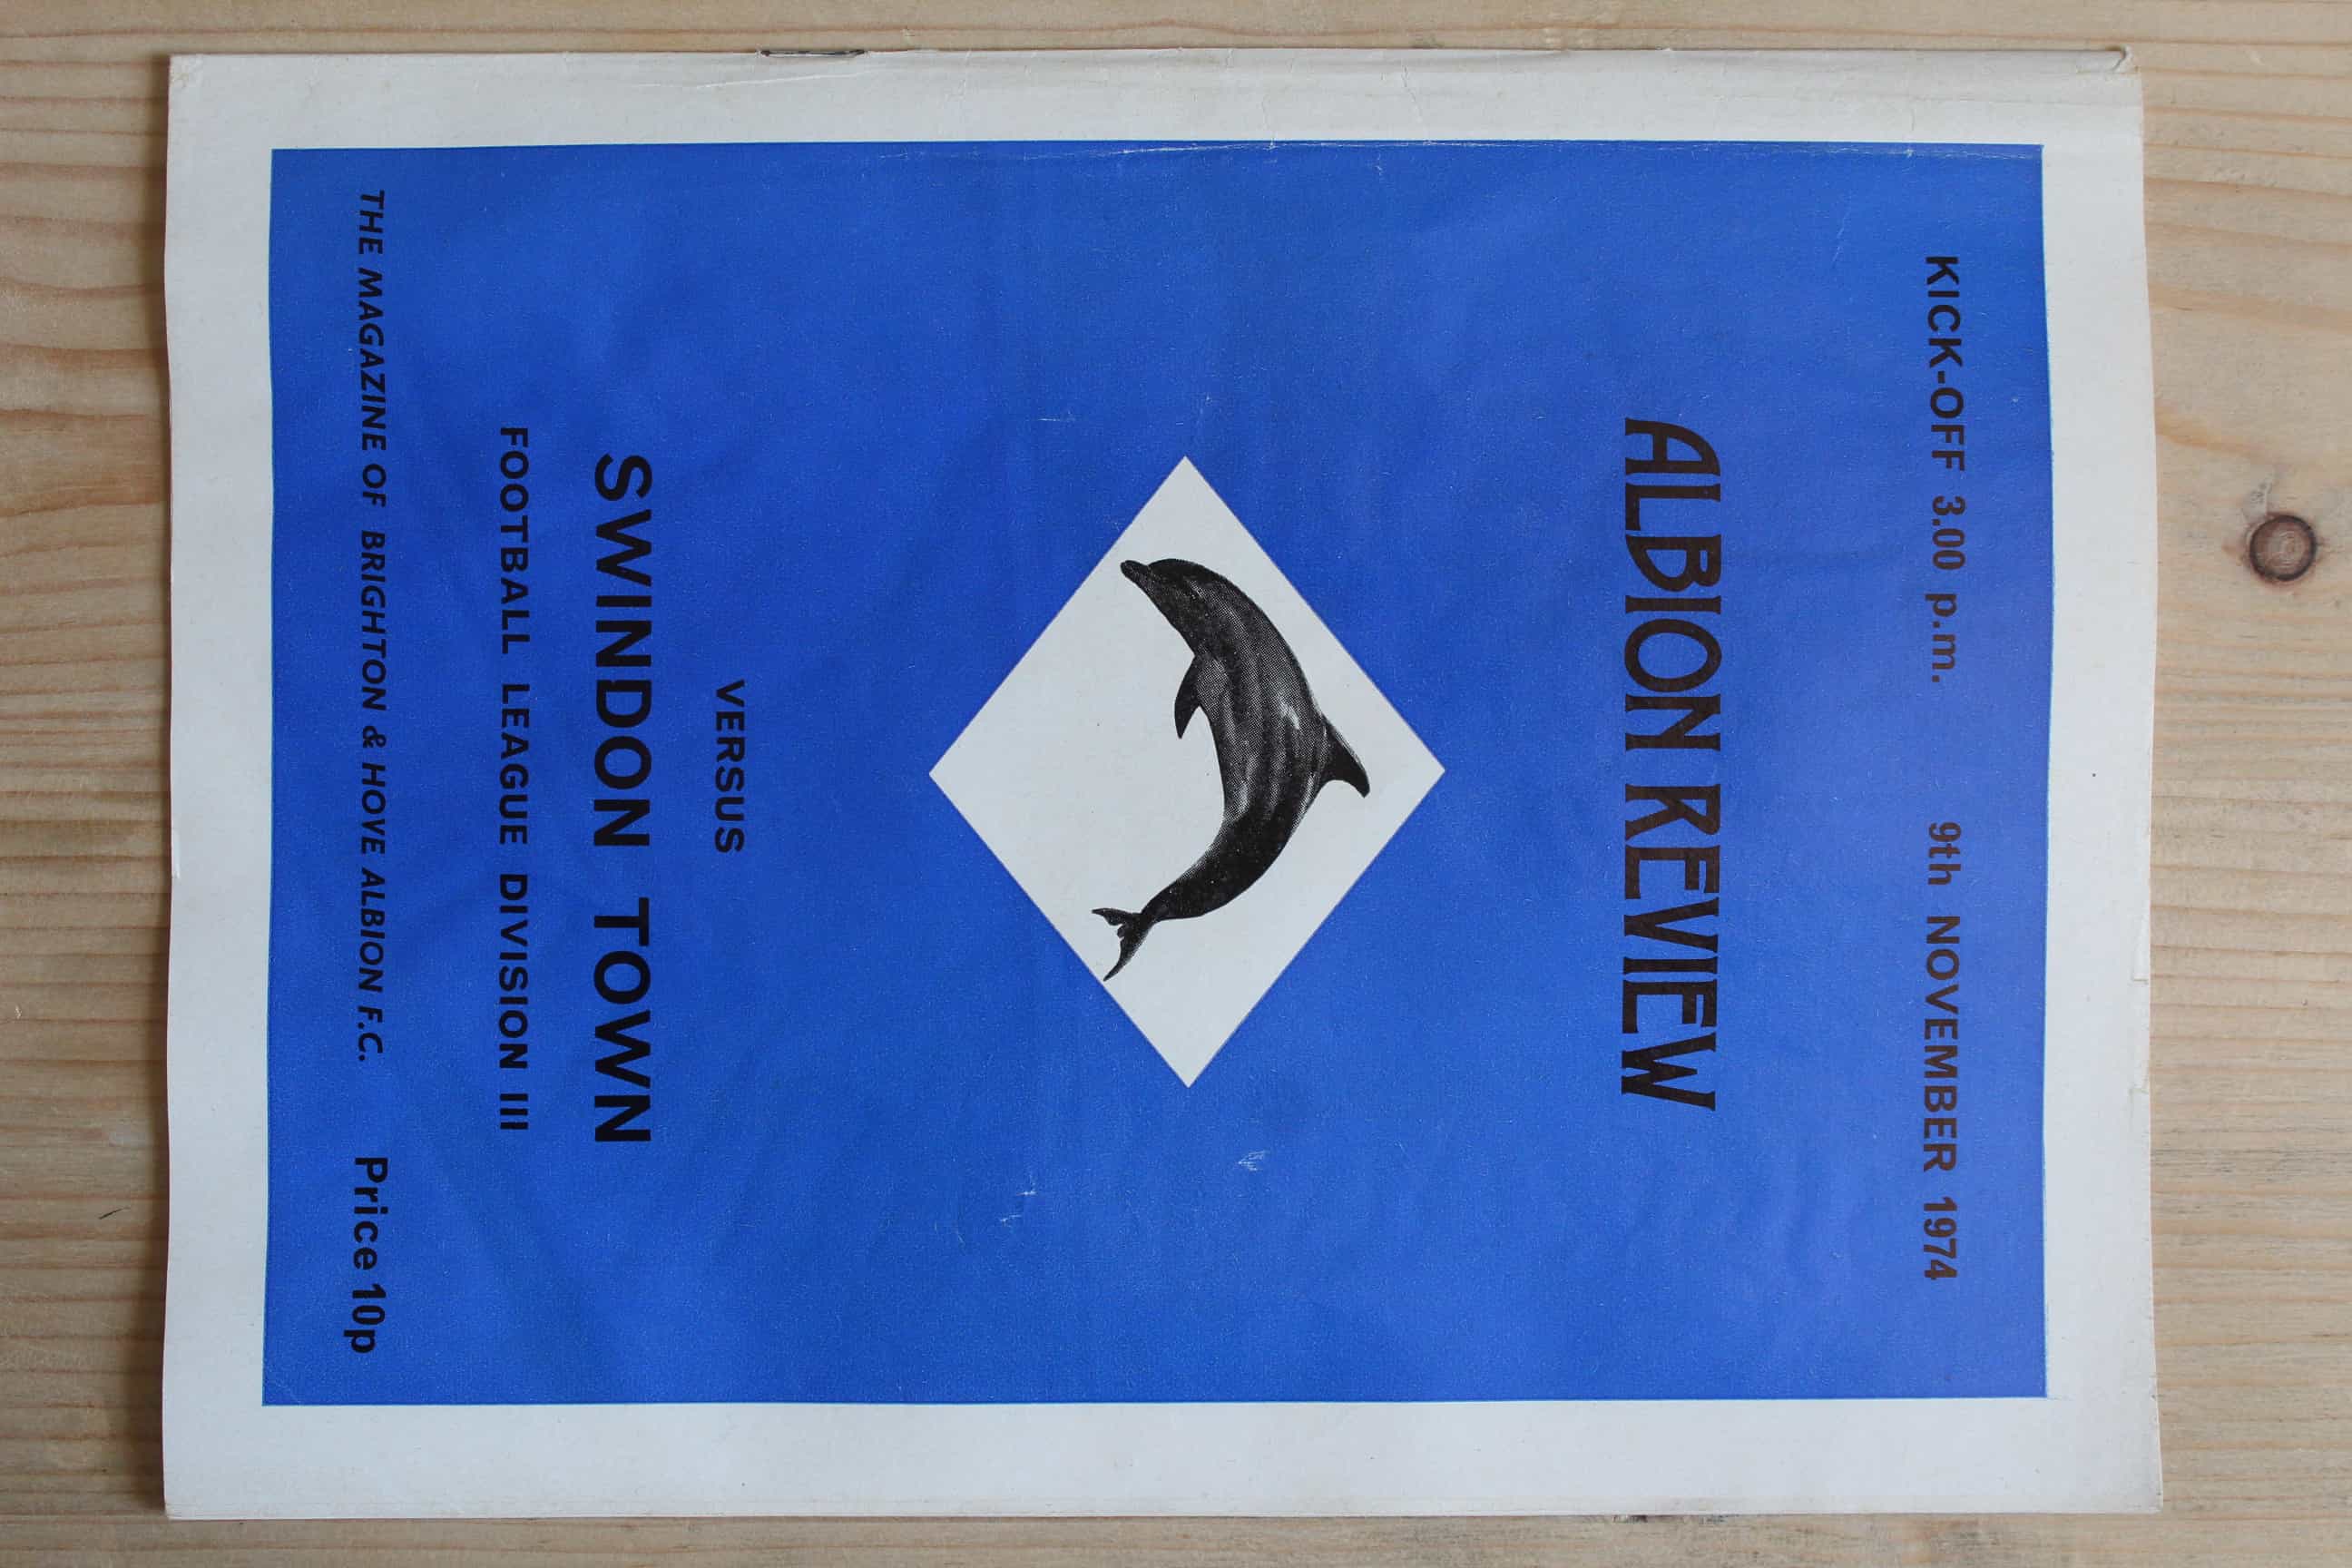 KICK-OFF 3.00 p.m. 9th NOVEMBER 1974
ALBION REVIEW
VERSUS
SWINDON TOWN
FOOTBALL LEAGUE DIVISION III
THE MAGAZINE OF BRIGHTON & HOVE ALBION F.C. Price 10p